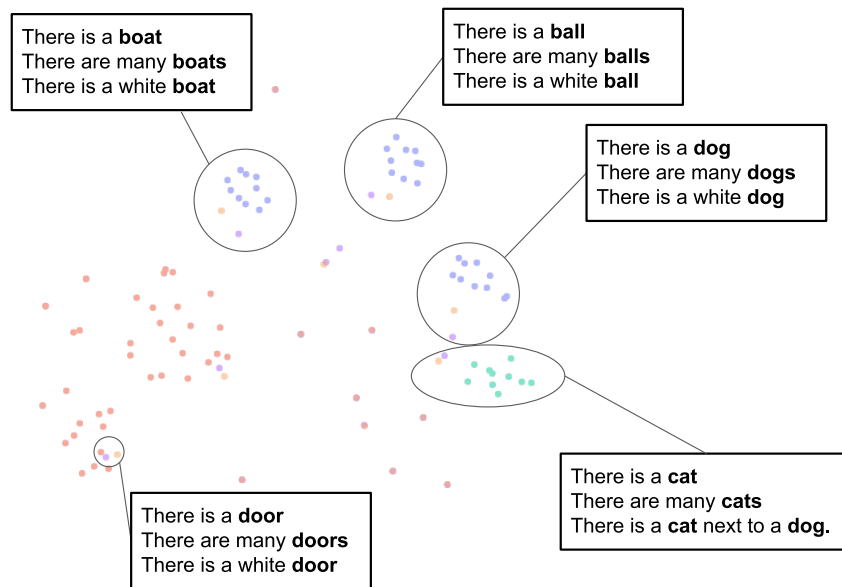 There is a boat
There are many boats
There is a white boat
There is a ball
There are many balls
There is a white ball
There is a dog
There are many dogs
There is a white dog
There is a cat
There are many cats
There is a cat next to a dog.
There is a door
There are many doors
There is a white door